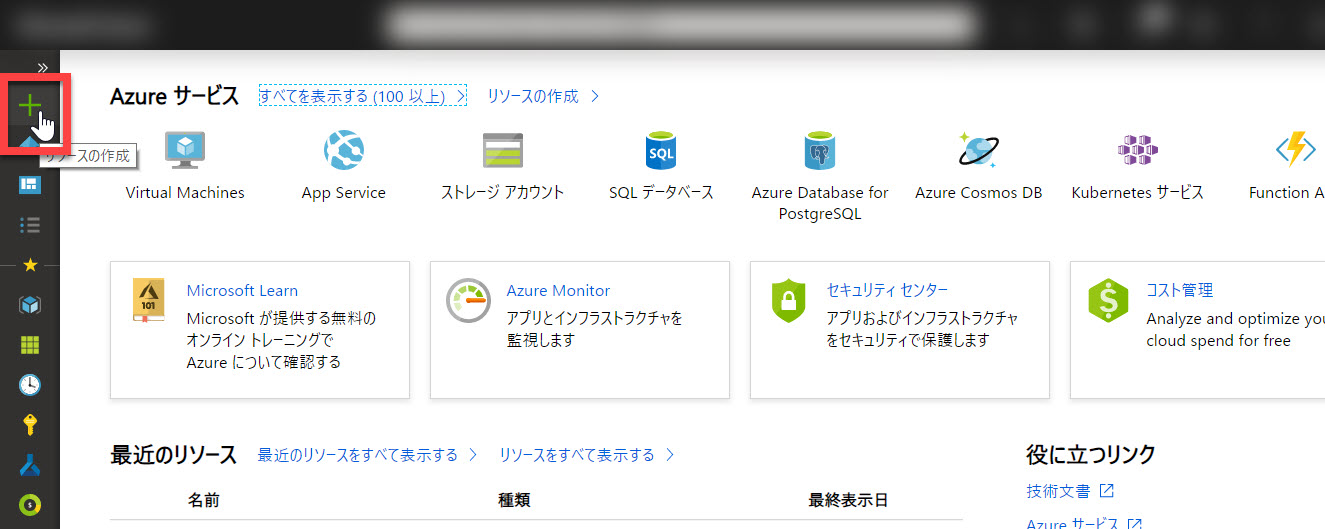 »
Azure サービス
すべてを表示する (100 以上) >
リソースの作成 >
リソースの作成
Virtual Machines
App Service
ストレージ アカウント
SQL
SQL データベース
Azure Database for
PostgreSQL
Azure Cosmos DB
Kubernetes サービス
Function A
101
Microsoft Learn
Microsoft が提供する無料の
オンライン トレーニングで
Azure について確認する
Azure Monitor
アプリとインフラストラクチャを
監視します
セキュリティ センター
アプリおよびインフラストラクチャ
をセキュリティで保護します
$
コスト管理
Analyze and optimize you
cloud spend for free
最近のリソース
最近のリソースをすべて表示する >
リソースをすべて表示する >
名前
種類
最終表示日
役に立つリンク
技術文書
Azure サービス